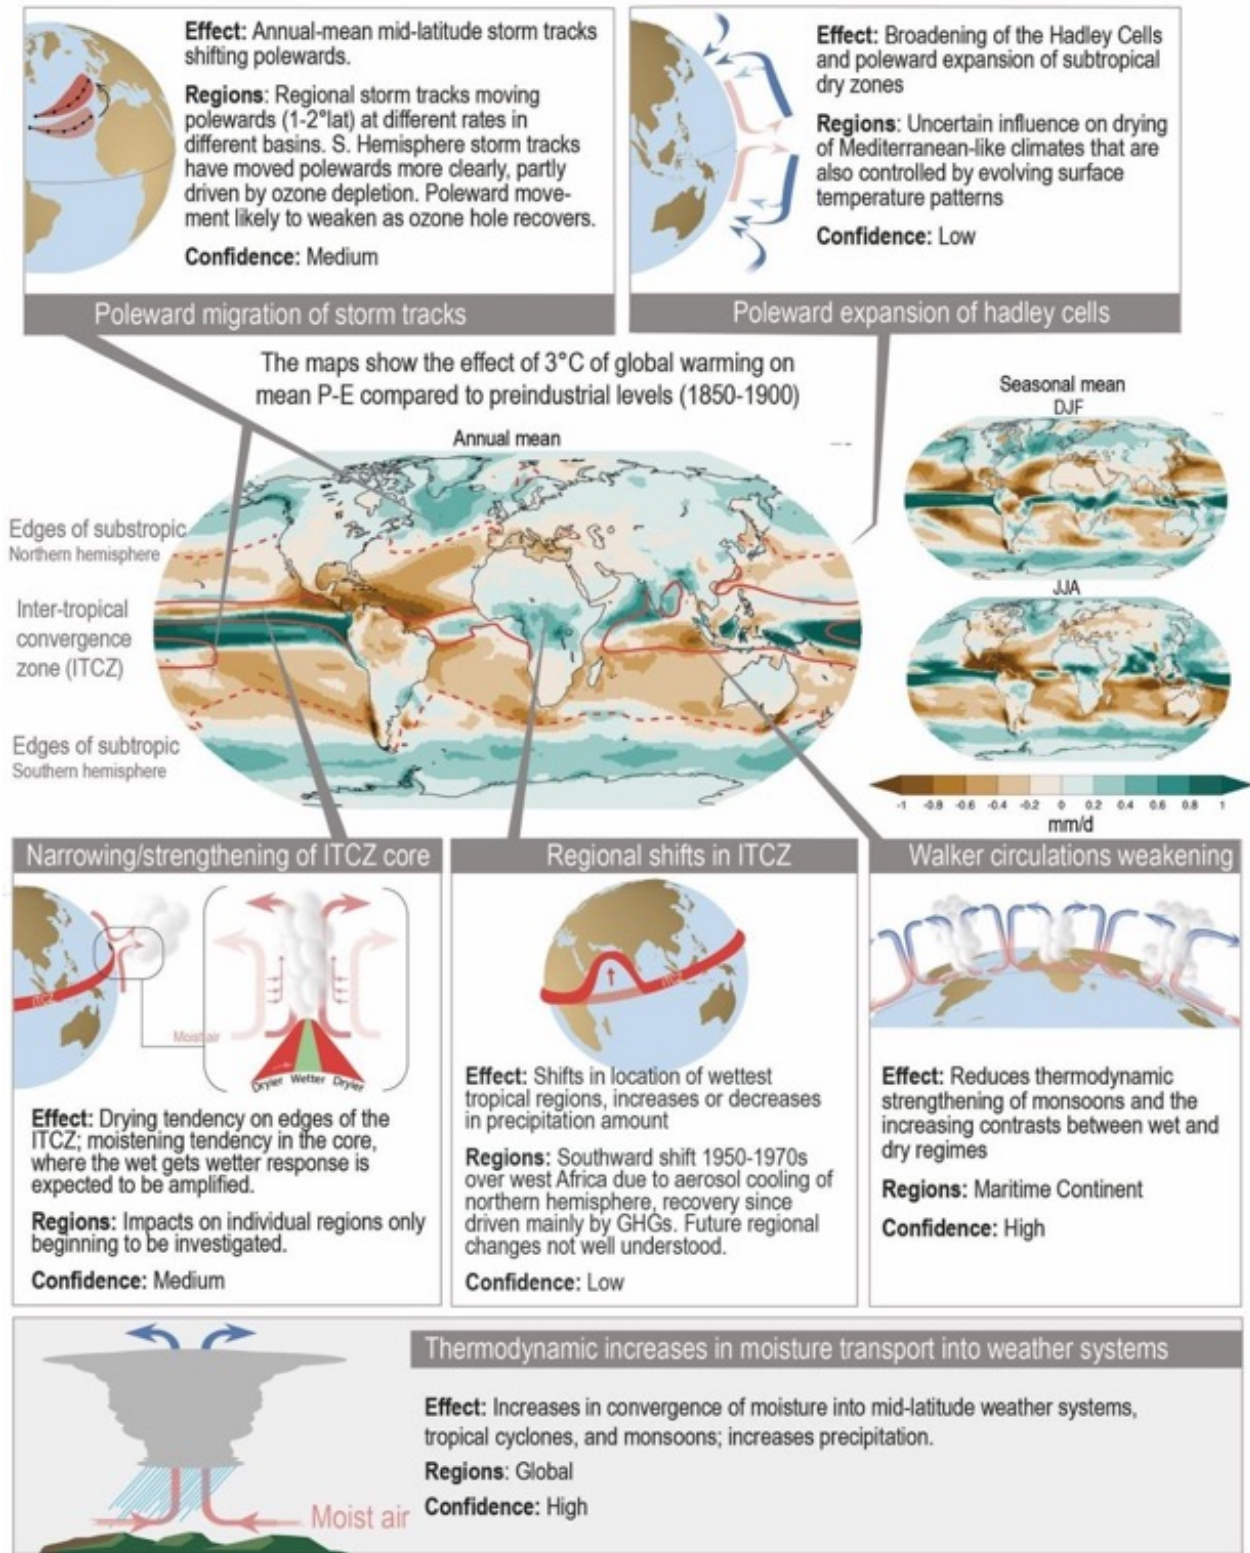 Effect: Annual-mean mid-latitude storm tracks
shifting polewards.
Regions: Regional storm tracks moving
polewards (1-2°lat) at different rates in
different basins. S. Hemisphere storm tracks
have moved polewards more clearly, partly
driven by ozone depletion. Poleward move-
ment likely to weaken as ozone hole recovers.
Confidence: Medium
Poleward migration of storm tracks
Effect: Broadening of the Hadley Cells
and poleward expansion of subtropical
dry zones
Regions: Uncertain influence on drying
of Mediterranean-like climates that are
also controlled by evolving surface
temperature patterns
Confidence: Low
Poleward expansion of hadley cells
The maps show the effect of 3°C of global warming on
mean P-E compared to preindustrial levels (1850-1900)
Annual mean
Seasonal mean
DJF
JJA
Edges of substropic
Northern hemisphere
Inter-tropical
convergence
zone (ITCZ)
Edges of subtropic
Southern hemisphere
-1 -0.8 -0.6 -0.4 -0.2 0 0.2 0.4 0.6 0.8 1
mm/d
Narrowing/strengthening of ITCZ core
ITCZ
Moist air
Dryier Wetter Dryier
Effect: Drying tendency on edges of the
ITCZ; moistening tendency in the core,
where the wet gets wetter response is
expected to be amplified.
Regions: Impacts on individual regions only
beginning to be investigated.
Confidence: Medium
Regional shifts in ITCZ
ITCZ
Effect: Shifts in location of wettest
tropical regions, increases or decreases
in precipitation amount
Regions: Southward shift 1950-1970s
over west Africa due to aerosol cooling of
northern hemisphere, recovery since
driven mainly by GHGs. Future regional
changes not well understood.
Confidence: Low
Walker circulations weakening
Effect: Reduces thermodynamic
strengthening of monsoons and the
increasing contrasts between wet and
dry regimes
Regions: Maritime Continent
Confidence: High
Thermodynamic increases in moisture transport into weather systems
Effect: Increases in convergence of moisture into mid-latitude weather systems,
tropical cyclones, and monsoons; increases precipitation.
Regions: Global
Confidence: High
Moist air